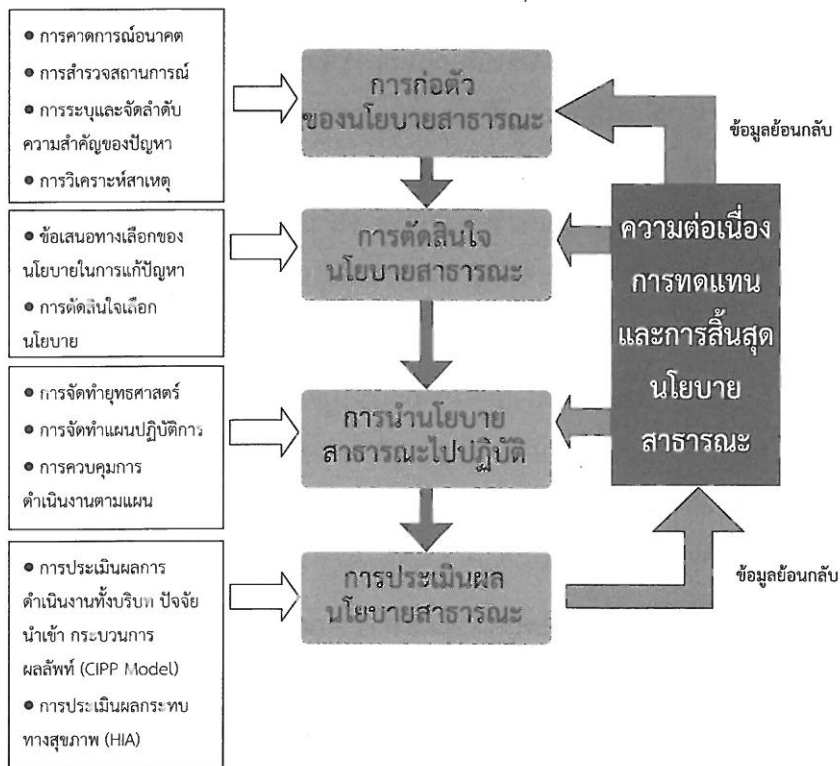 ● การคาดการณ์อนาคต
● การสำรวจสถานการณ์
● การระบุและจัดลำดับ
ความสำคัญของปัญหา
● การวิเคราะห์สาเหตุ
การก่อตัว
ของนโยบายสาธารณะ
ข้อมูลย้อนกลับ
● ข้อเสนอทางเลือกของ
นโยบายในการแก้ปัญหา
● การตัดสินใจเลือก
นโยบาย
การตัดสินใจ
นโยบายสาธารณะ
ความต่อเนื่อง
การทดแทน
และการสิ้นสุด
นโยบาย
สาธารณะ
● การจัดทำยุทธศาสตร์
● การจัดทำแผนปฏิบัติการ
● การควบคุมการ
ดำเนินงานตามแผน
การนำนโยบาย
สาธารณะไปปฏิบัติ
● การประเมินผลการ
ดำเนินงานทั้งบริบท ปัจจัย
นำเข้า กระบวนการ
ผลลัพท์ (CIPP Model)
● การประเมินผลกระทบ
ทางสุขภาพ (HIA)
การประเมินผล
นโยบายสาธารณะ
ข้อมูลย้อนกลับ